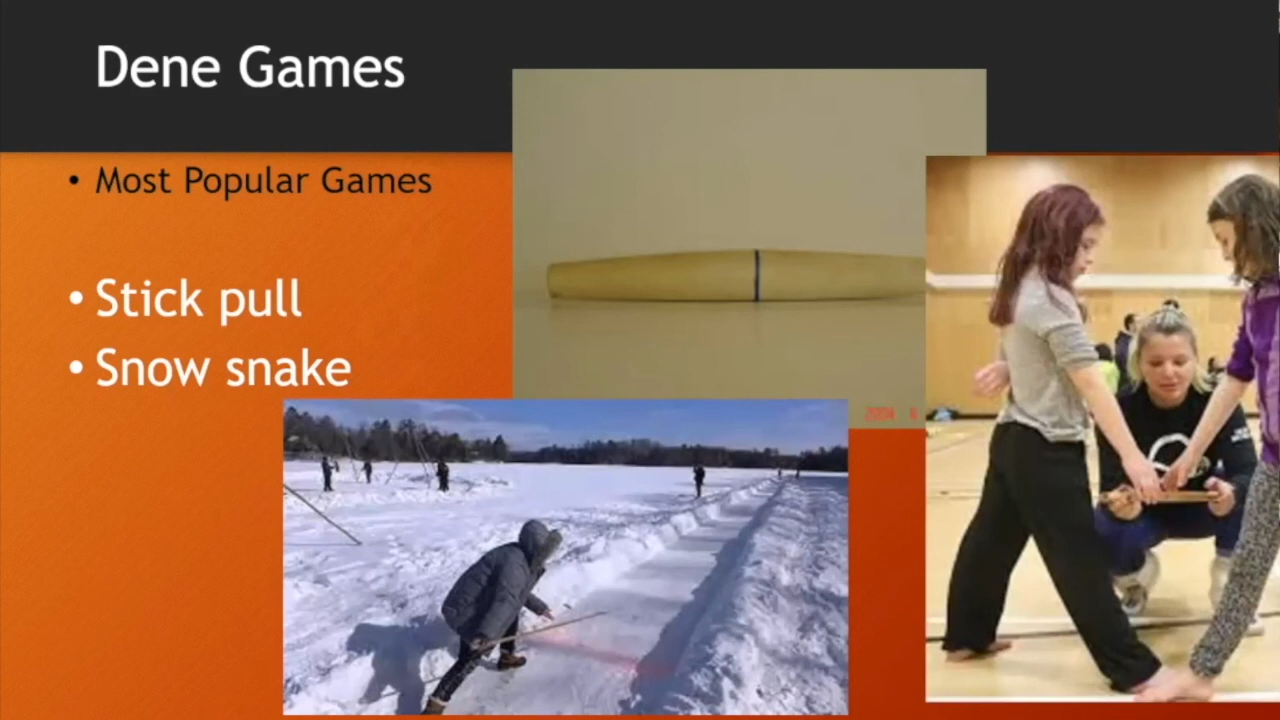 Dene Games
• Most Popular Games
• Stick pull
• Snow snake